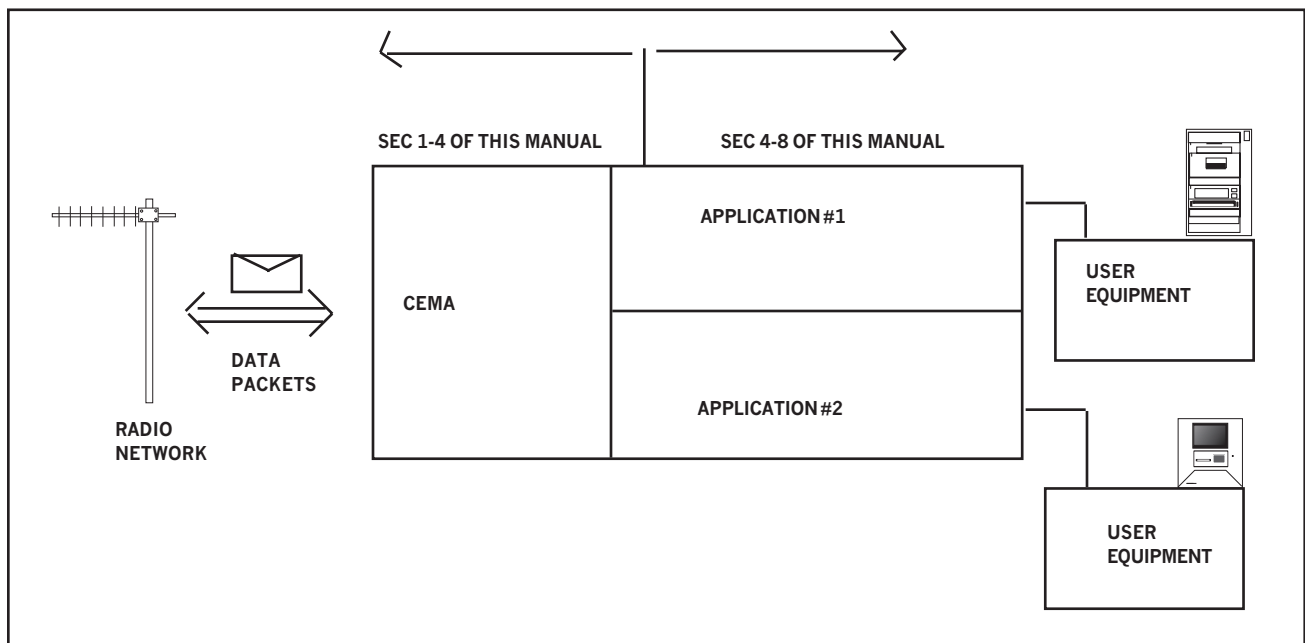 SEC 1-4 OF THIS MANUAL
SEC 4-8 OF THIS MANUAL
APPLICATION #1
USER
EQUIPMENT
CEMA
DATA
PACKETS
APPLICATION #2
RADIO
NETWORK
USER
EQUIPMENT